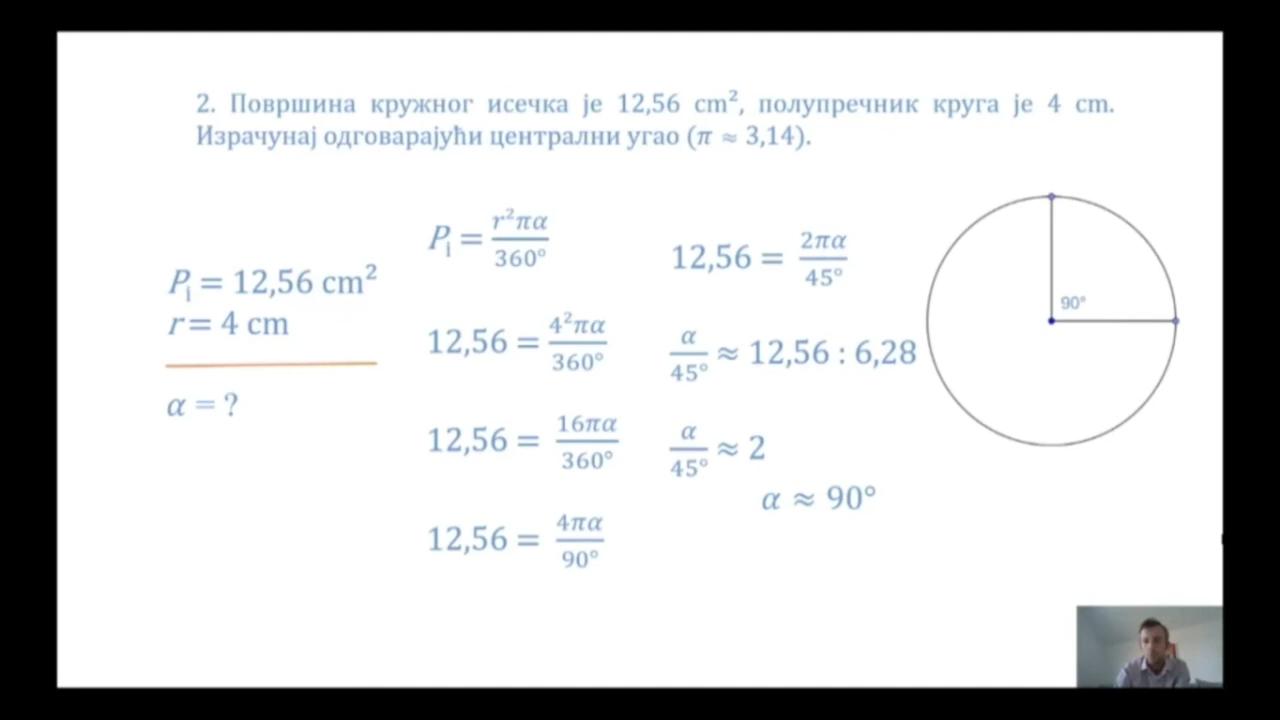 2. Површина кружног исечка је 12,56 cm², полупречник круга је 4 cm.
Израчунај одговарајући централни угао (π ≈ 3,14).
Pᵢ = 12,56 cm²
r = 4 cm
α = ?
Pᵢ = r²πα / 360°
12,56 = 4²πα / 360°
12,56 = 16πα / 360°
12,56 = 4πα / 90°
12,56 = 2πα / 45°
α / 45° ≈ 12,56 : 6,28
α / 45° ≈ 2
α ≈ 90°
90°